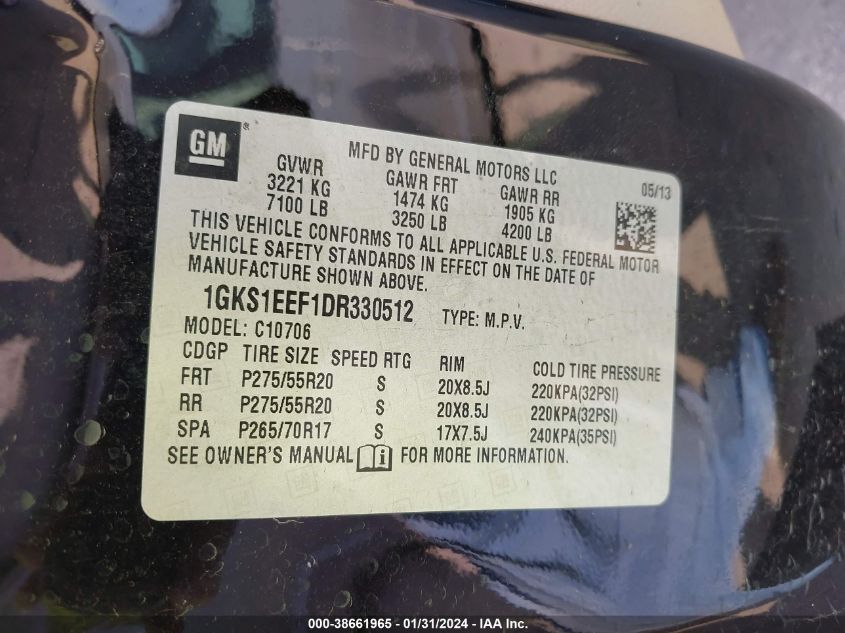 GM®
MFD BY GENERAL MOTORS LLC
05/13
GVWR GAWR FRT GAWR RR
3221 KG 1474 KG 1905 KG
7100 LB 3250 LB 4200 LB
THIS VEHICLE CONFORMS TO ALL APPLICABLE U.S. FEDERAL MOTOR
VEHICLE SAFETY STANDARDS IN EFFECT ON THE DATE OF
MANUFACTURE SHOWN ABOVE.
1GKS1EEF1DR330512 TYPE: M.P.V.
MODEL: C10706
CDGP TIRE SIZE SPEED RTG RIM COLD TIRE PRESSURE
FRT P275/55R20 S 20X8.5J 220KPA(32PSI)
RR P275/55R20 S 20X8.5J 220KPA(32PSI)
SPA P265/70R17 S 17X7.5J 240KPA(35PSI)
SEE OWNER'S MANUAL FOR MORE INFORMATION.
000-38661965 - 01/31/2024 - IAA Inc.